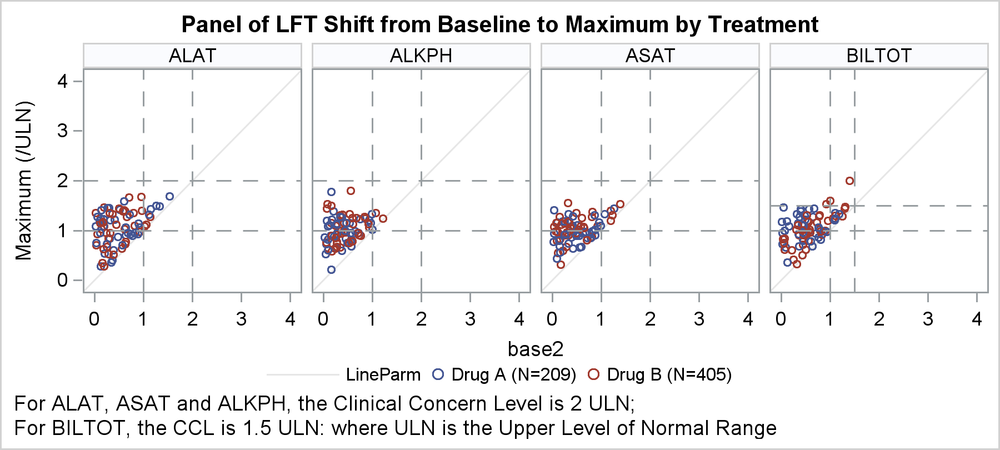 Panel of LFT Shift from Baseline to Maximum by Treatment
ALAT ALKPH ASAT BILTOT
Maximum (/ULN)
4
3
2
1
0
0 1 2 3 4 0 1 2 3 4 0 1 2 3 4 0 1 2 3 4
base2
LineParm Drug A (N=209) Drug B (N=405)
For ALAT, ASAT and ALKPH, the Clinical Concern Level is 2 ULN;
For BILTOT, the CCL is 1.5 ULN: where ULN is the Upper Level of Normal Range